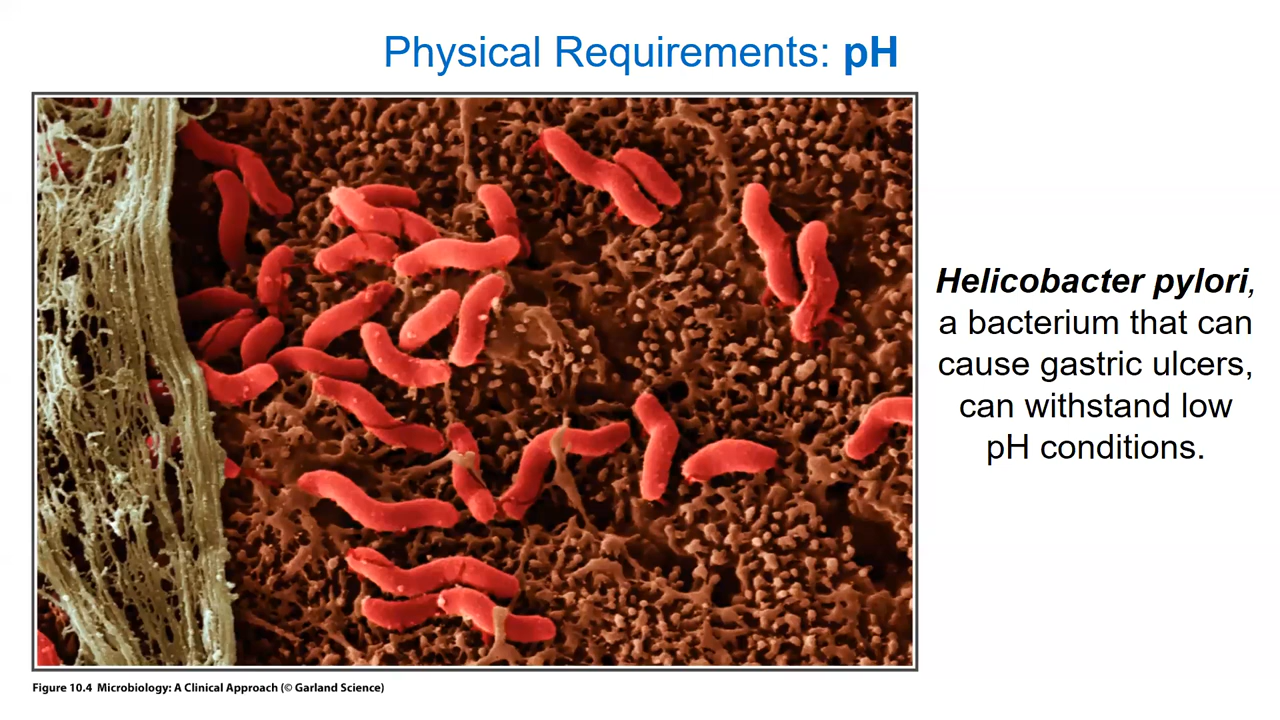 Physical Requirements: pH
Helicobacter pylori,
a bacterium that can
cause gastric ulcers,
can withstand low
pH conditions.
Figure 10.4 Microbiology: A Clinical Approach (© Garland Science)